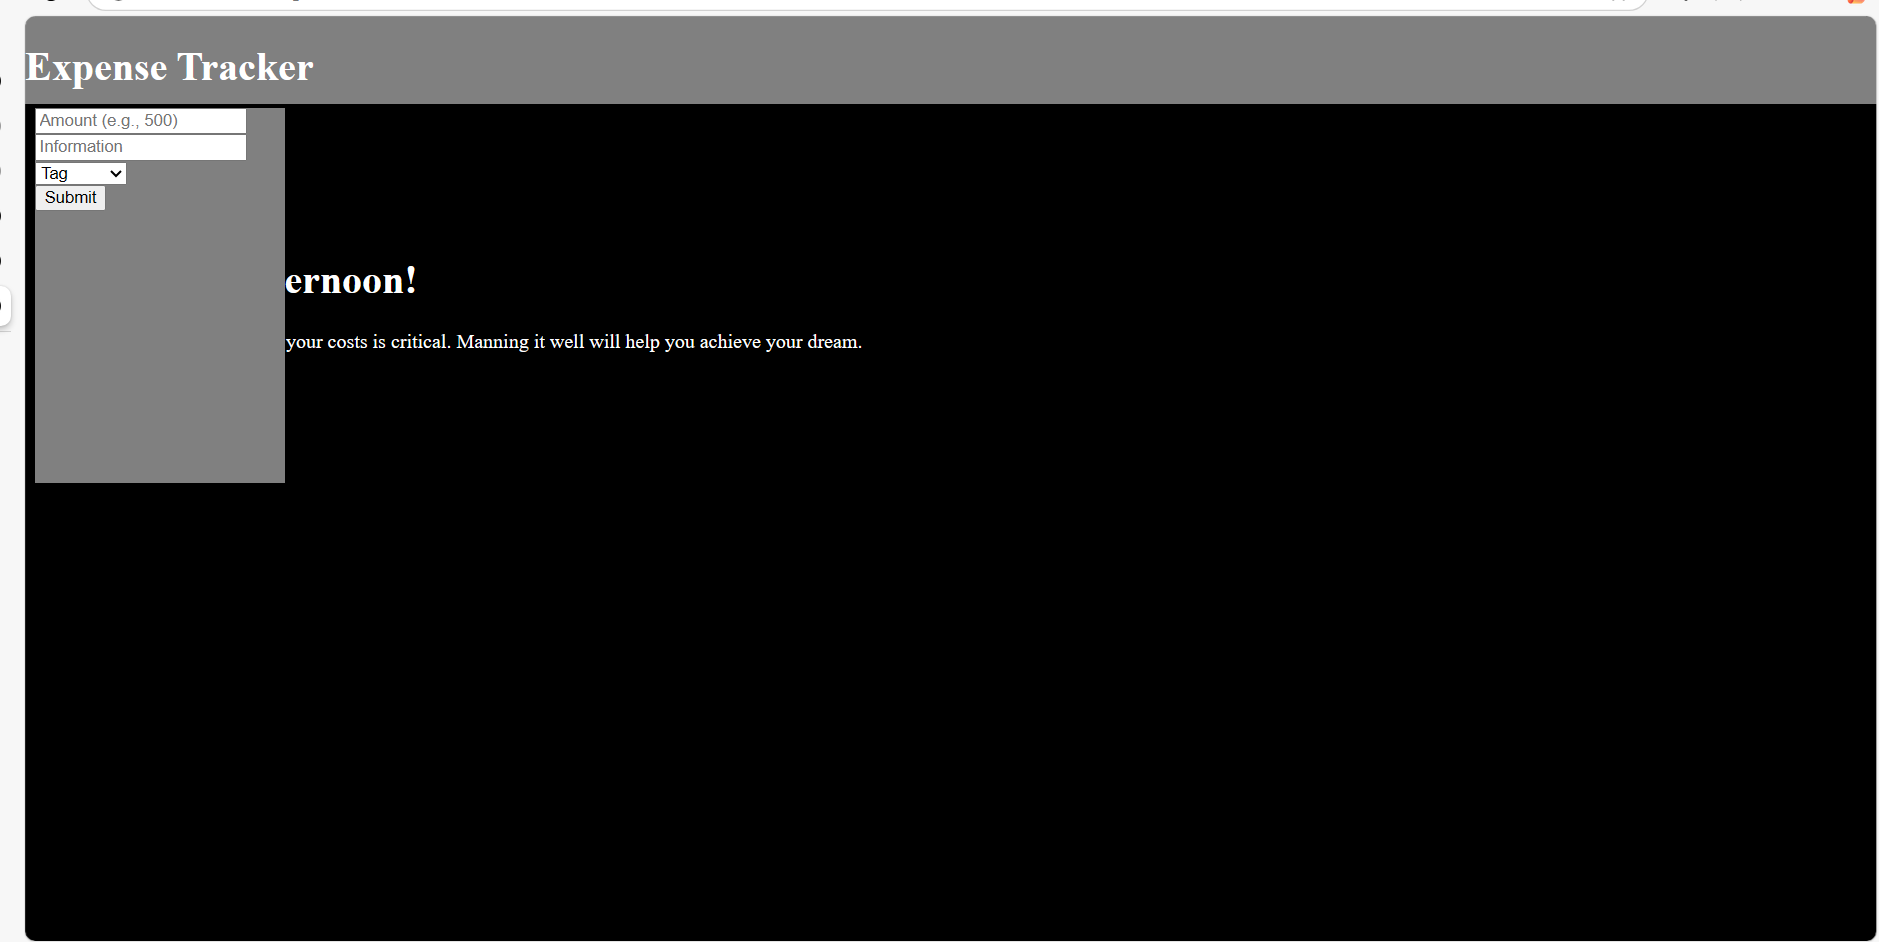 Expense Tracker
Amount (e.g., 500)
Information
Tag
Submit
ernoon!
your costs is critical. Manning it well will help you achieve your dream.